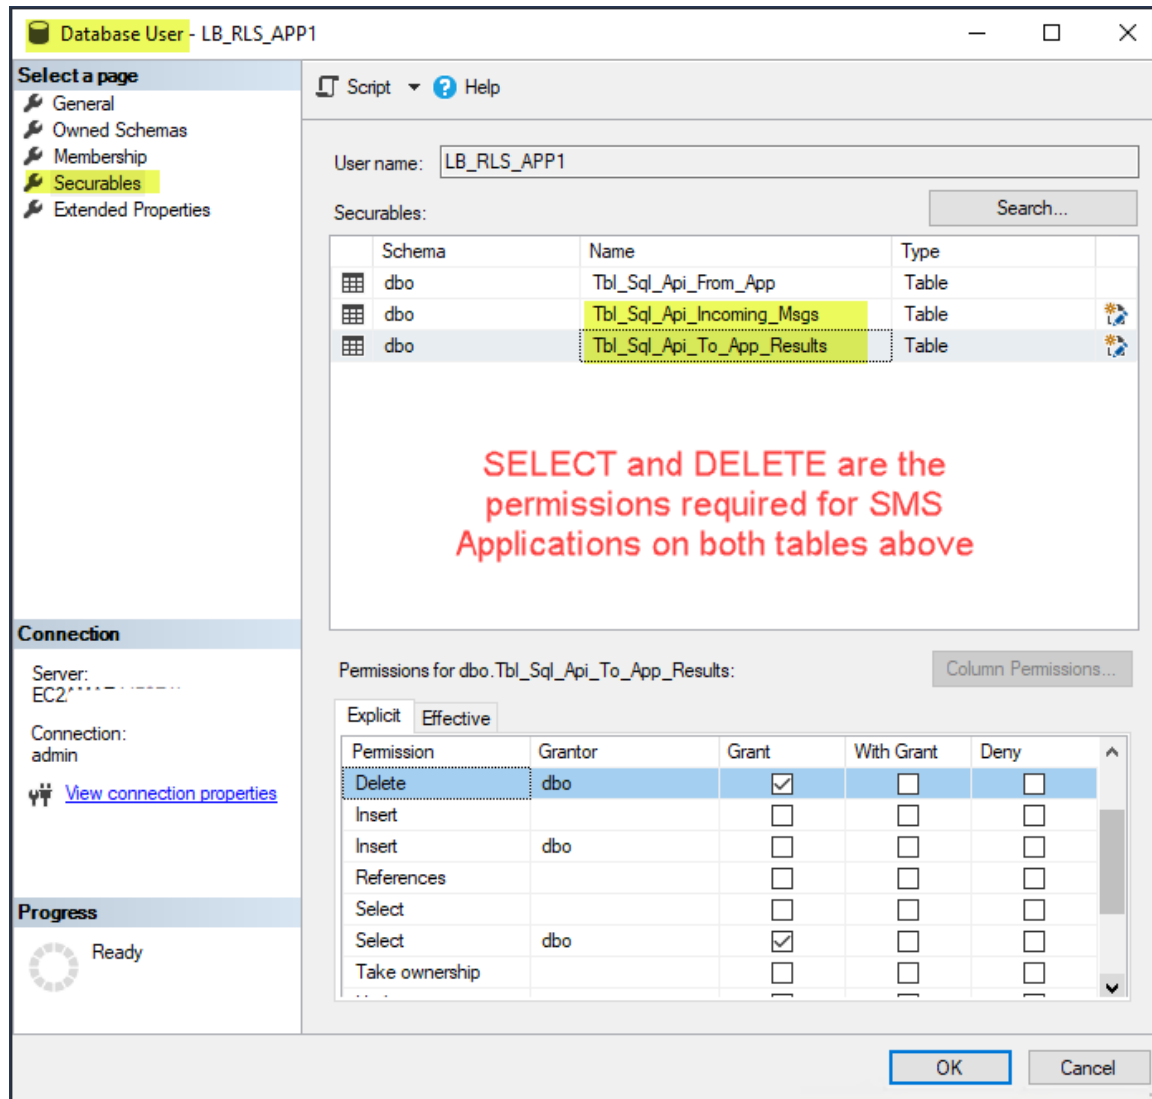 Database User - LB_RLS_APP1
Select a page
General
Owned Schemas
Membership
Securables
Extended Properties
Script
Help
User name: LB_RLS_APP1
Securables:
Search...
Schema Name Type
dbo Tbl_Sql_Api_From_App Table
dbo Tbl_Sql_Api_Incoming_Msgs Table
dbo Tbl_Sql_Api_To_App_Results Table
SELECT and DELETE are the
permissions required for SMS
Applications on both tables above
Connection
Server:
Connection:
admin
View connection properties
Progress
Ready
Permissions for dbo.Tbl_Sql_Api_To_App_Results:
Column Permissions...
Explicit Effective
Permission Grantor Grant With Grant Deny
Delete dbo
Insert
Insert dbo
References
Select
Select dbo
Take ownership
OK Cancel